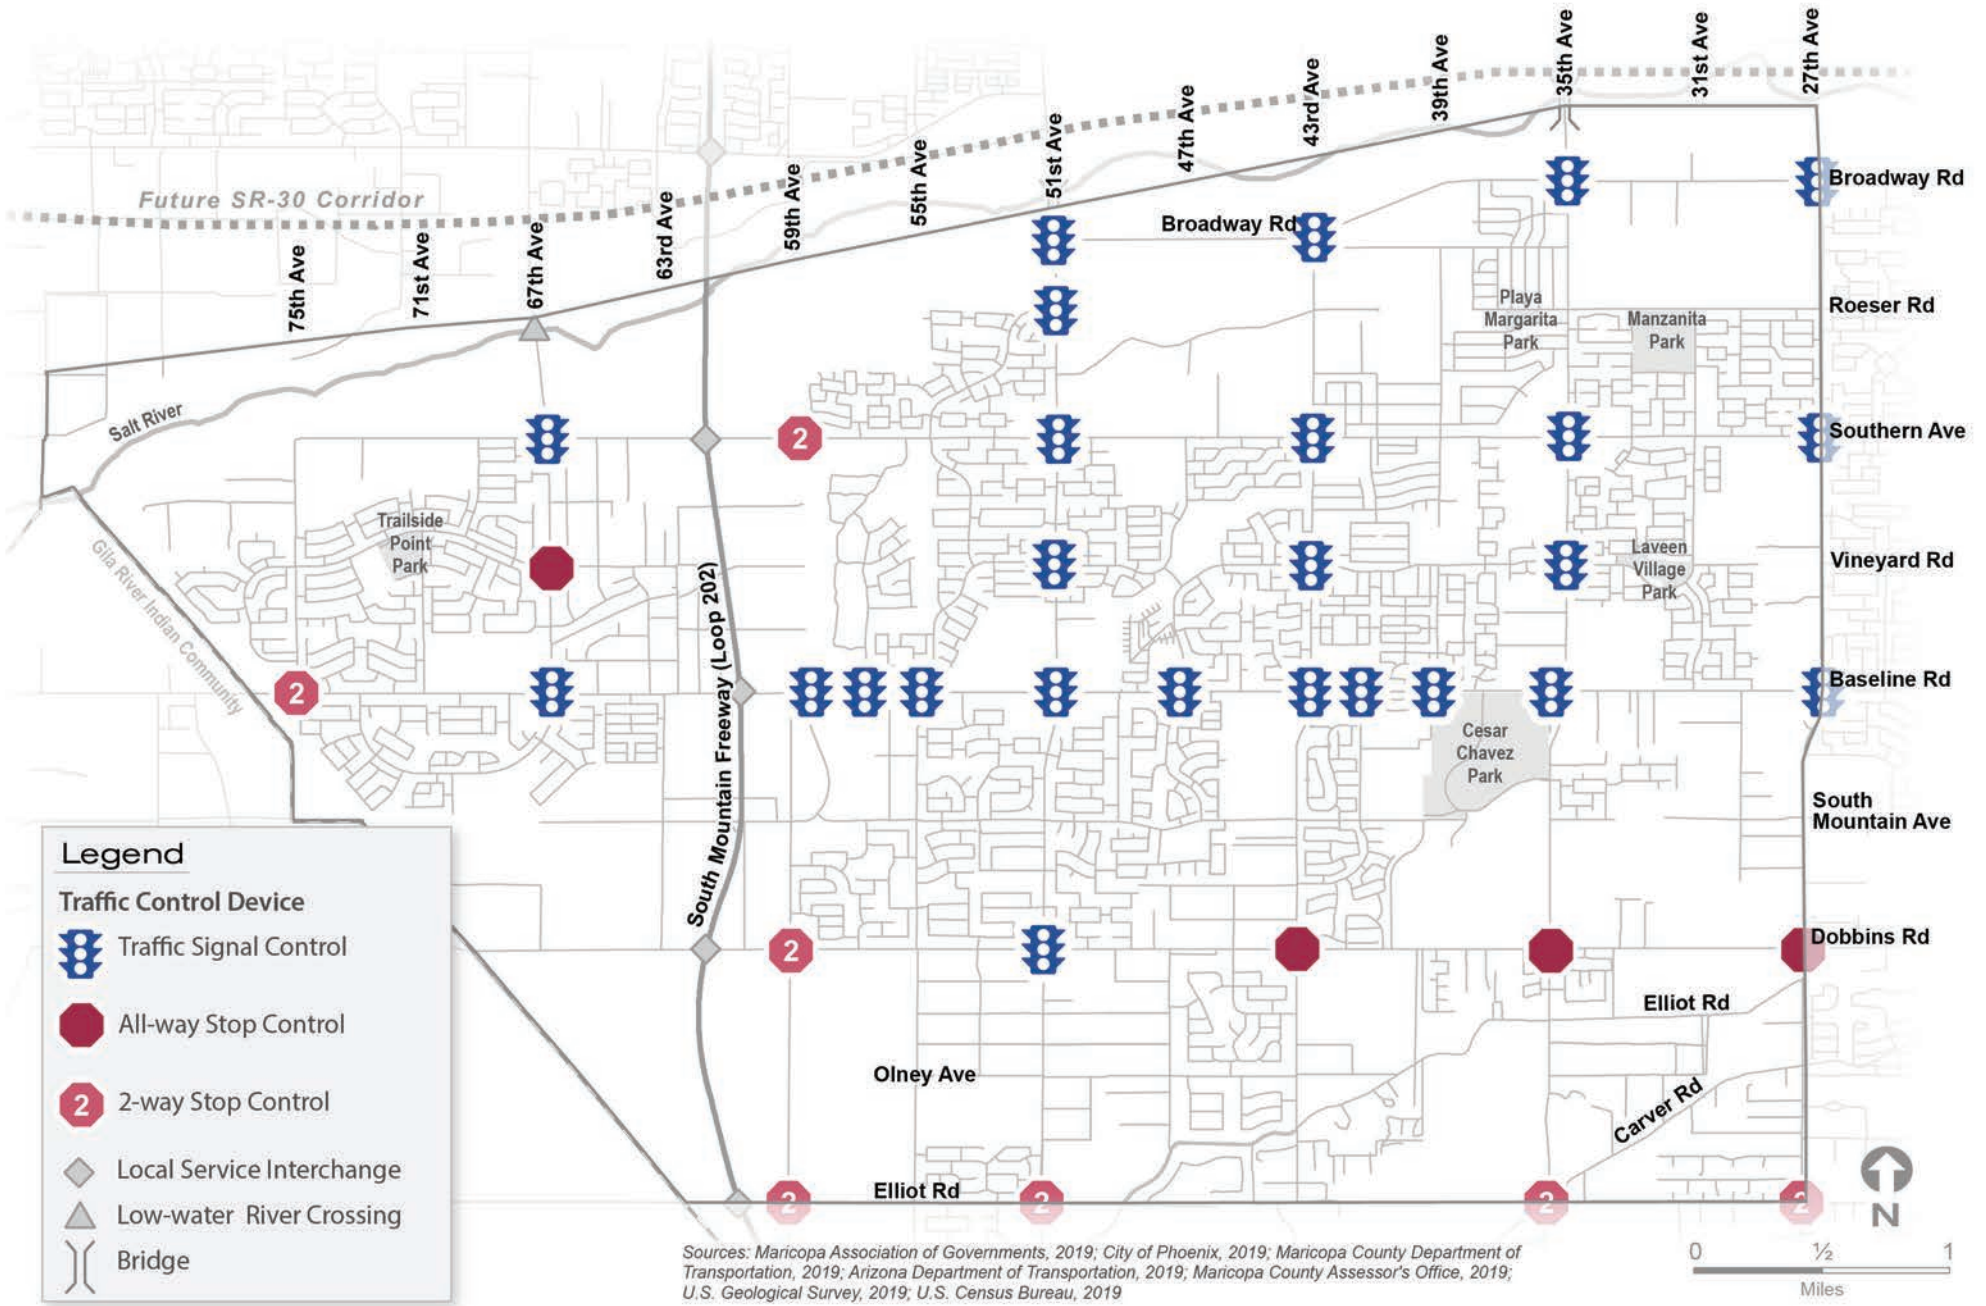 35th Ave
31st Ave
27th Ave
39th Ave
43rd Ave
47th Ave
51st Ave
55th Ave
59th Ave
63rd Ave
67th Ave
71st Ave
75th Ave
Future SR-30 Corridor
Broadway Rd
Broadway Rd
Roeser Rd
Playa
Margarita
Park
Manzanita
Park
Salt River
2
Southern Ave
Trailside
Point
Park
Laveen
Village
Park
Vineyard Rd
Gila River Indian Community
South Mountain Freeway (Loop 202)
2
Baseline Rd
Cesar
Chavez
Park
South
Mountain Ave
2
Dobbins Rd
Elliot Rd
Olney Ave
Carver Rd
2
Elliot Rd
2
2
2
N
Legend
Traffic Control Device
Traffic Signal Control
All-way Stop Control
2
2-way Stop Control
Local Service Interchange
Low-water River Crossing
Bridge
Sources: Maricopa Association of Governments, 2019; City of Phoenix, 2019; Maricopa County Department of
Transportation, 2019; Arizona Department of Transportation, 2019; Maricopa County Assessor's Office, 2019;
U.S. Geological Survey, 2019; U.S. Census Bureau, 2019
0 ½ 1
Miles